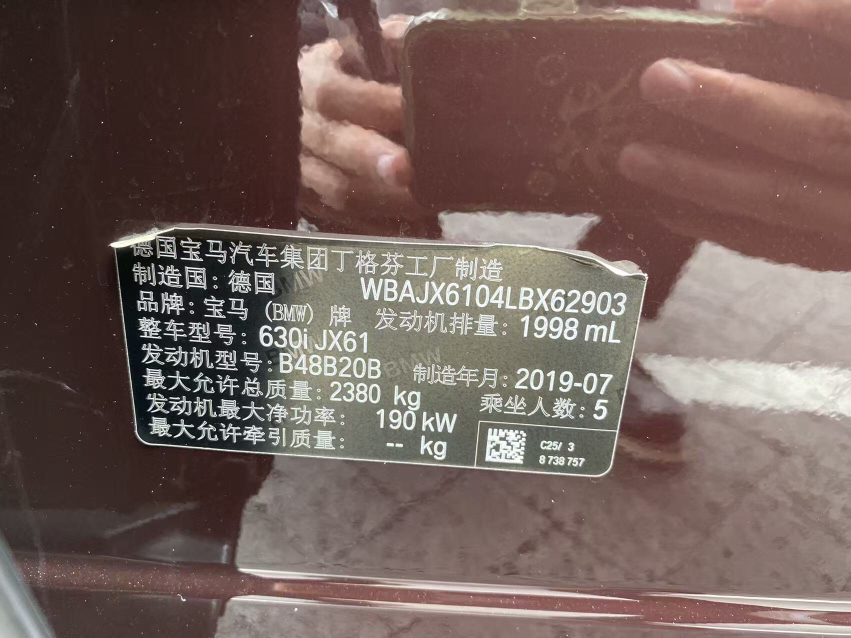 德国宝马汽车集团丁格芬工厂制造
制造国: 德国 WBAJX6104LBX62903
品牌: 宝马 (BMW) 牌 发动机排量: 1998 mL
整车型号: 630i JX61
发动机型号: B48B20B 制造年月: 2019-07
最大允许总质量: 2380 kg 乘坐人数: 5
发动机最大净功率: 190 kW
最大允许牵引质量: -- kg
C25/ 3
8 738 757